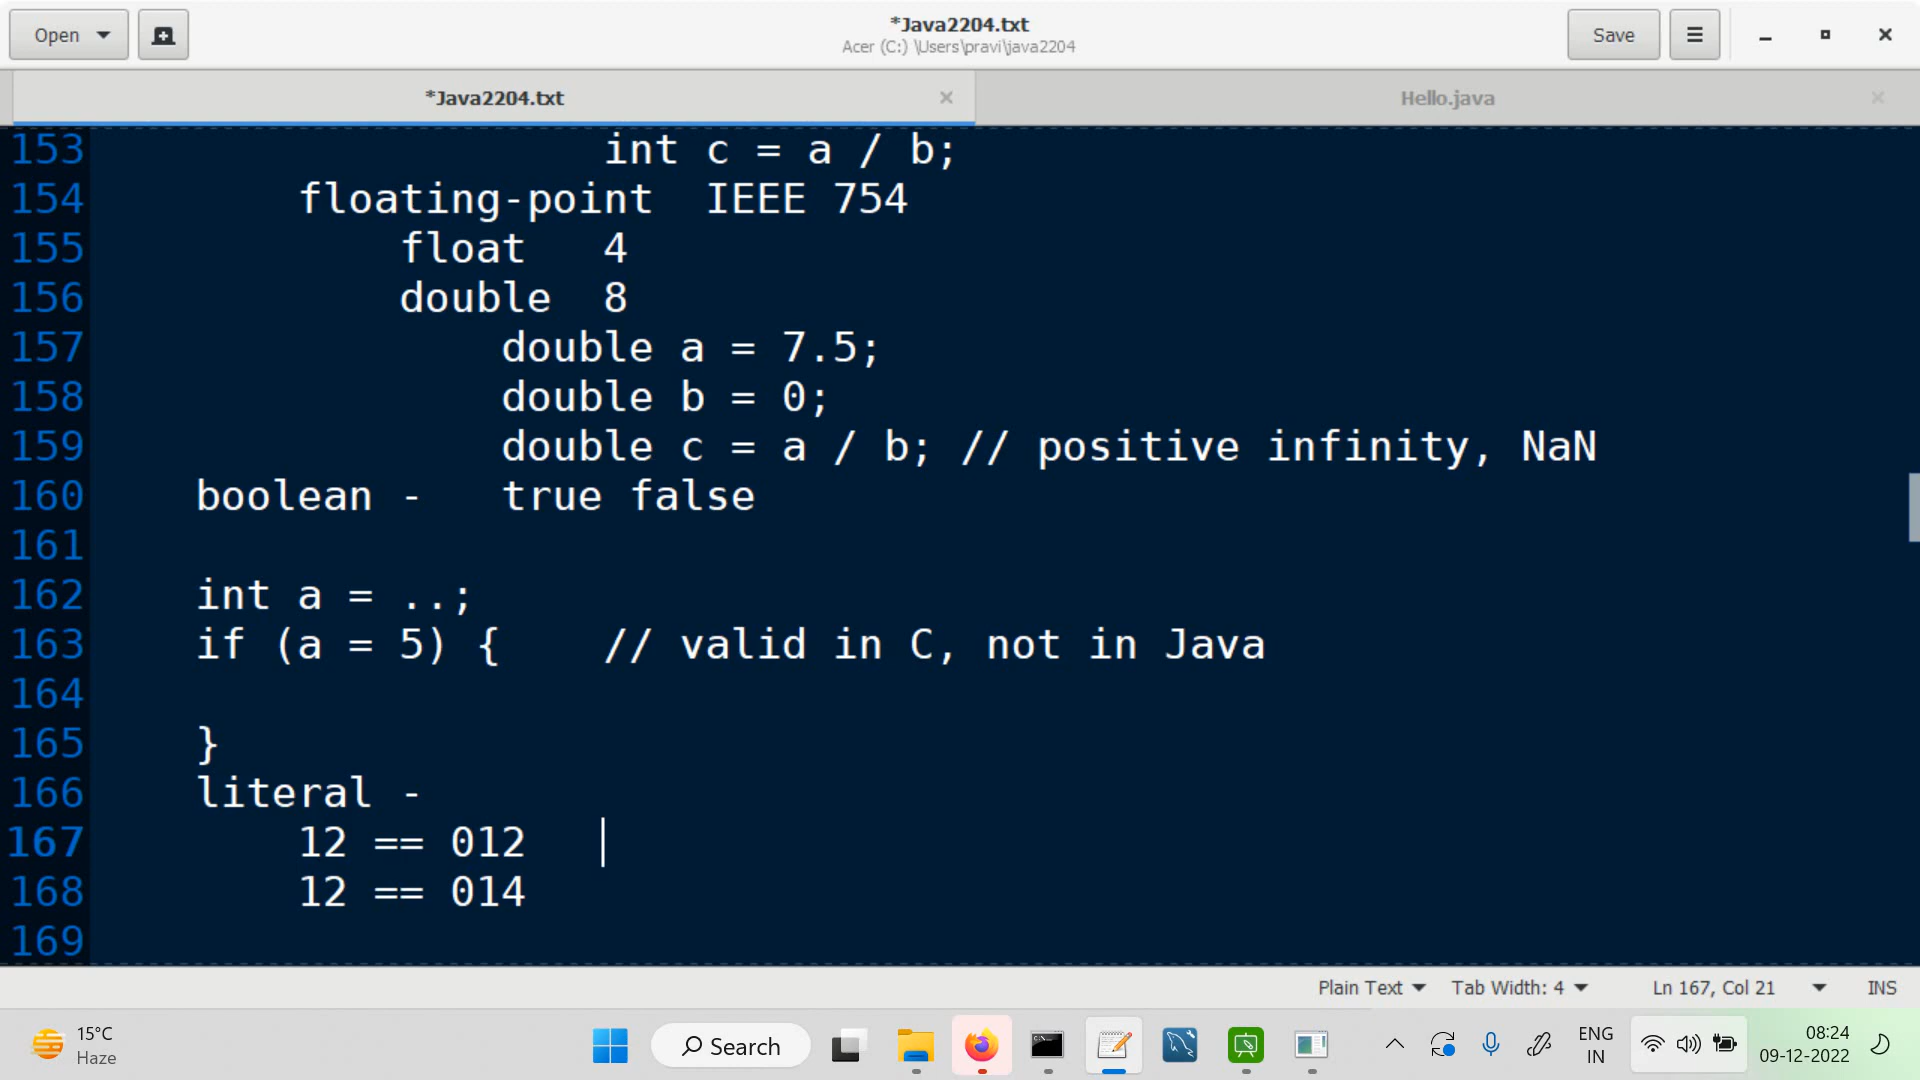 Open
*Java2204.txt
Acer (C:) \Users\pravi\java2204
Save
*Java2204.txt
Hello.java
153 int c = a / b;
154 floating-point IEEE 754
155 float 4
156 double 8
157 double a = 7.5;
158 double b = 0;
159 double c = a / b; // positive infinity, NaN
160 boolean - true false
161
162 int a = ..;
163 if (a = 5) { // valid in C, not in Java
164
165 }
166 literal -
167 12 == 012
168 12 == 014
169
Plain Text Tab Width: 4 Ln 167, Col 21 INS
15°C
Haze
Search
ENG
IN
08:24
09-12-2022